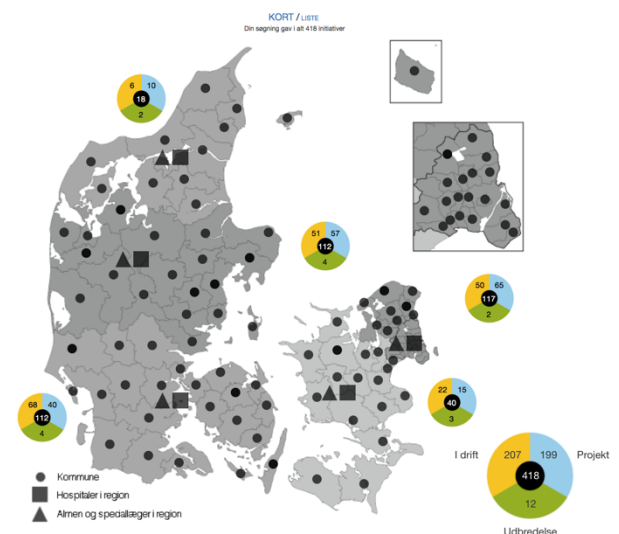 KORT / LISTE
Din søgning gav i alt 418 initiativer
6 10
18
2
51 57
112
4
50 65
117
2
22 15
40
3
68 40
112
4
I drift 207 199 Projekt
418
12
Udbredelse
Kommune
Hospitaler i region
Almen og speciallæger i region